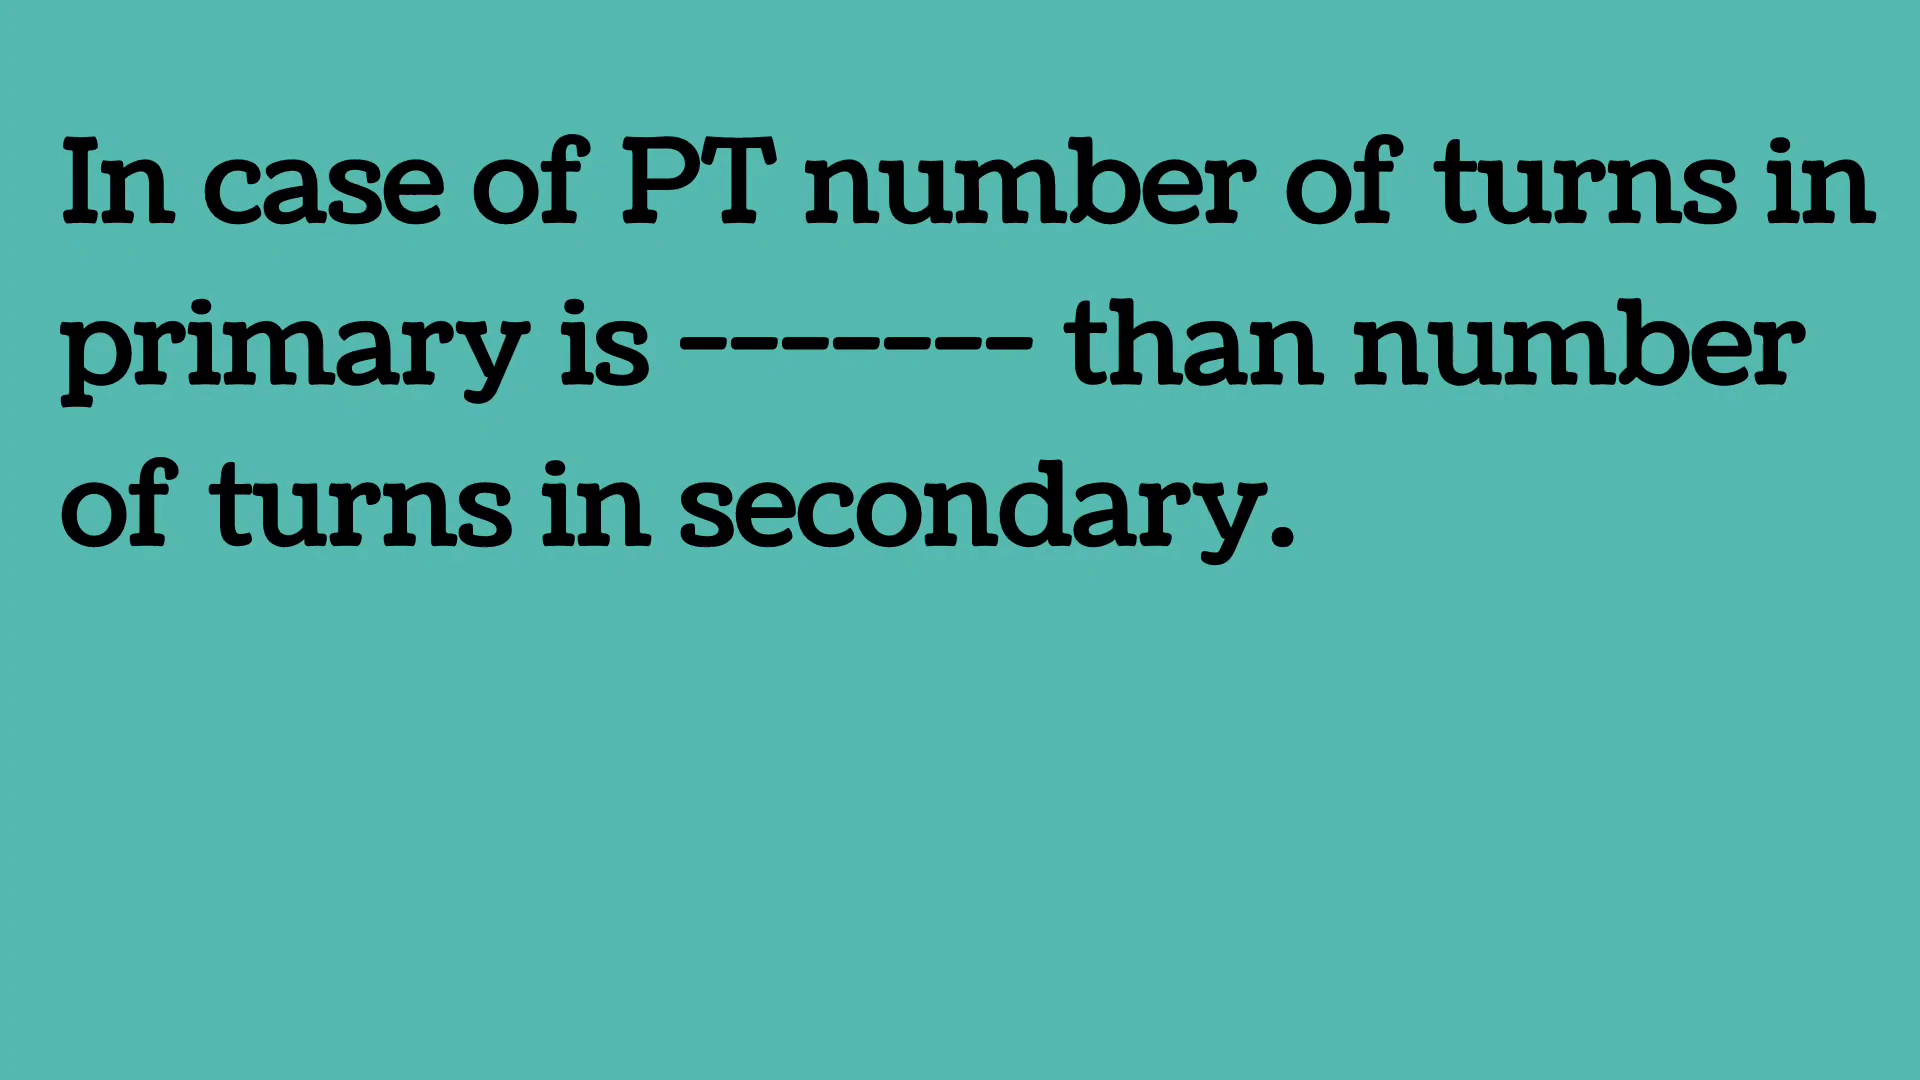 In case of PT number of turns in
primary is ------- than number
of turns in secondary.